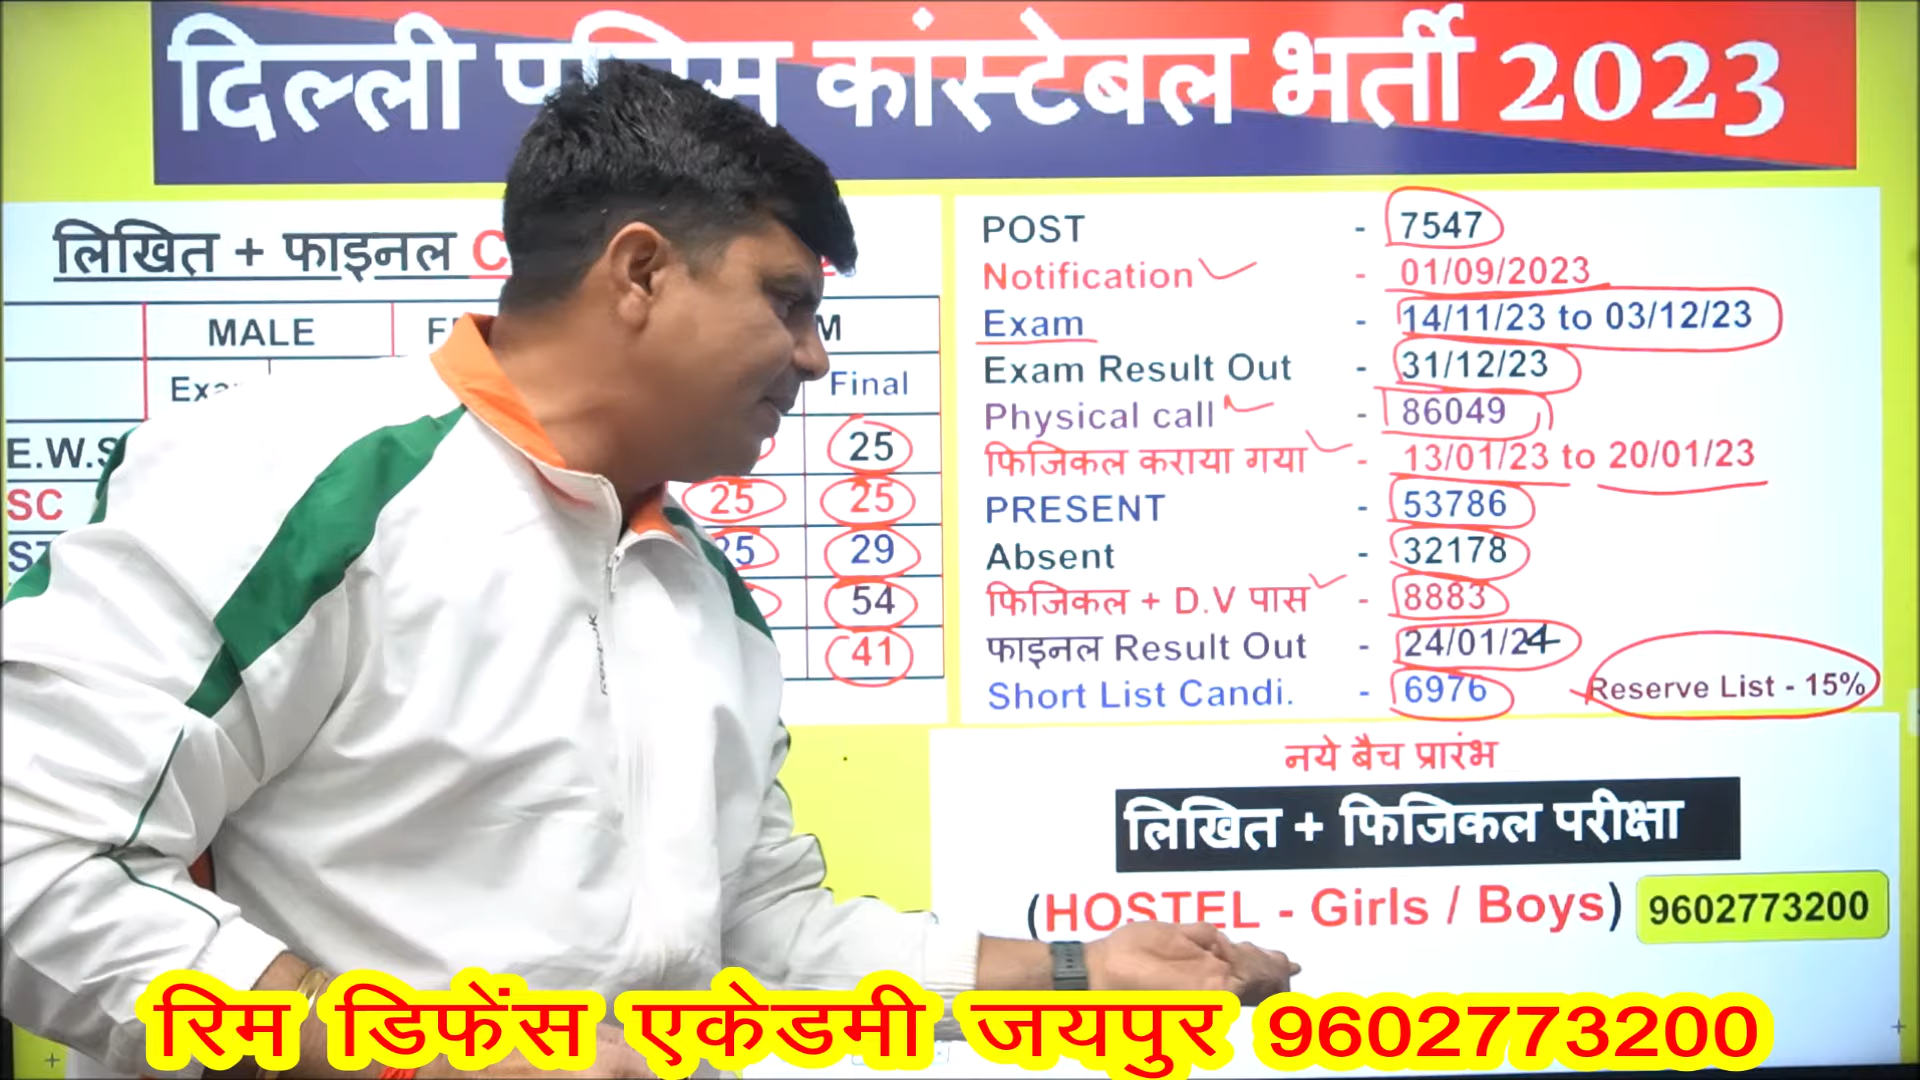 दिल्ली कांस्टेबल भर्ती 2023
लिखित + फाइनल
MALE
Final
E.W.S
25
SC
25
25
29
54
41
POST - 7547
Notification - 01/09/2023
Exam - 14/11/23 to 03/12/23
Exam Result Out - 31/12/23
Physical call - 86049
फिजिकल कराया गया - 13/01/23 to 20/01/23
PRESENT - 53786
Absent - 32178
फिजिकल + D.V पास - 8883
फाइनल Result Out - 24/01/24
Short List Candi. - 6976 Reserve List - 15%
नये बैच प्रारंभ
लिखित + फिजिकल परीक्षा
(HOSTEL - Girls / Boys) 9602773200
Reebok
रिम डिफेंस एकेडमी जयपुर 9602773200